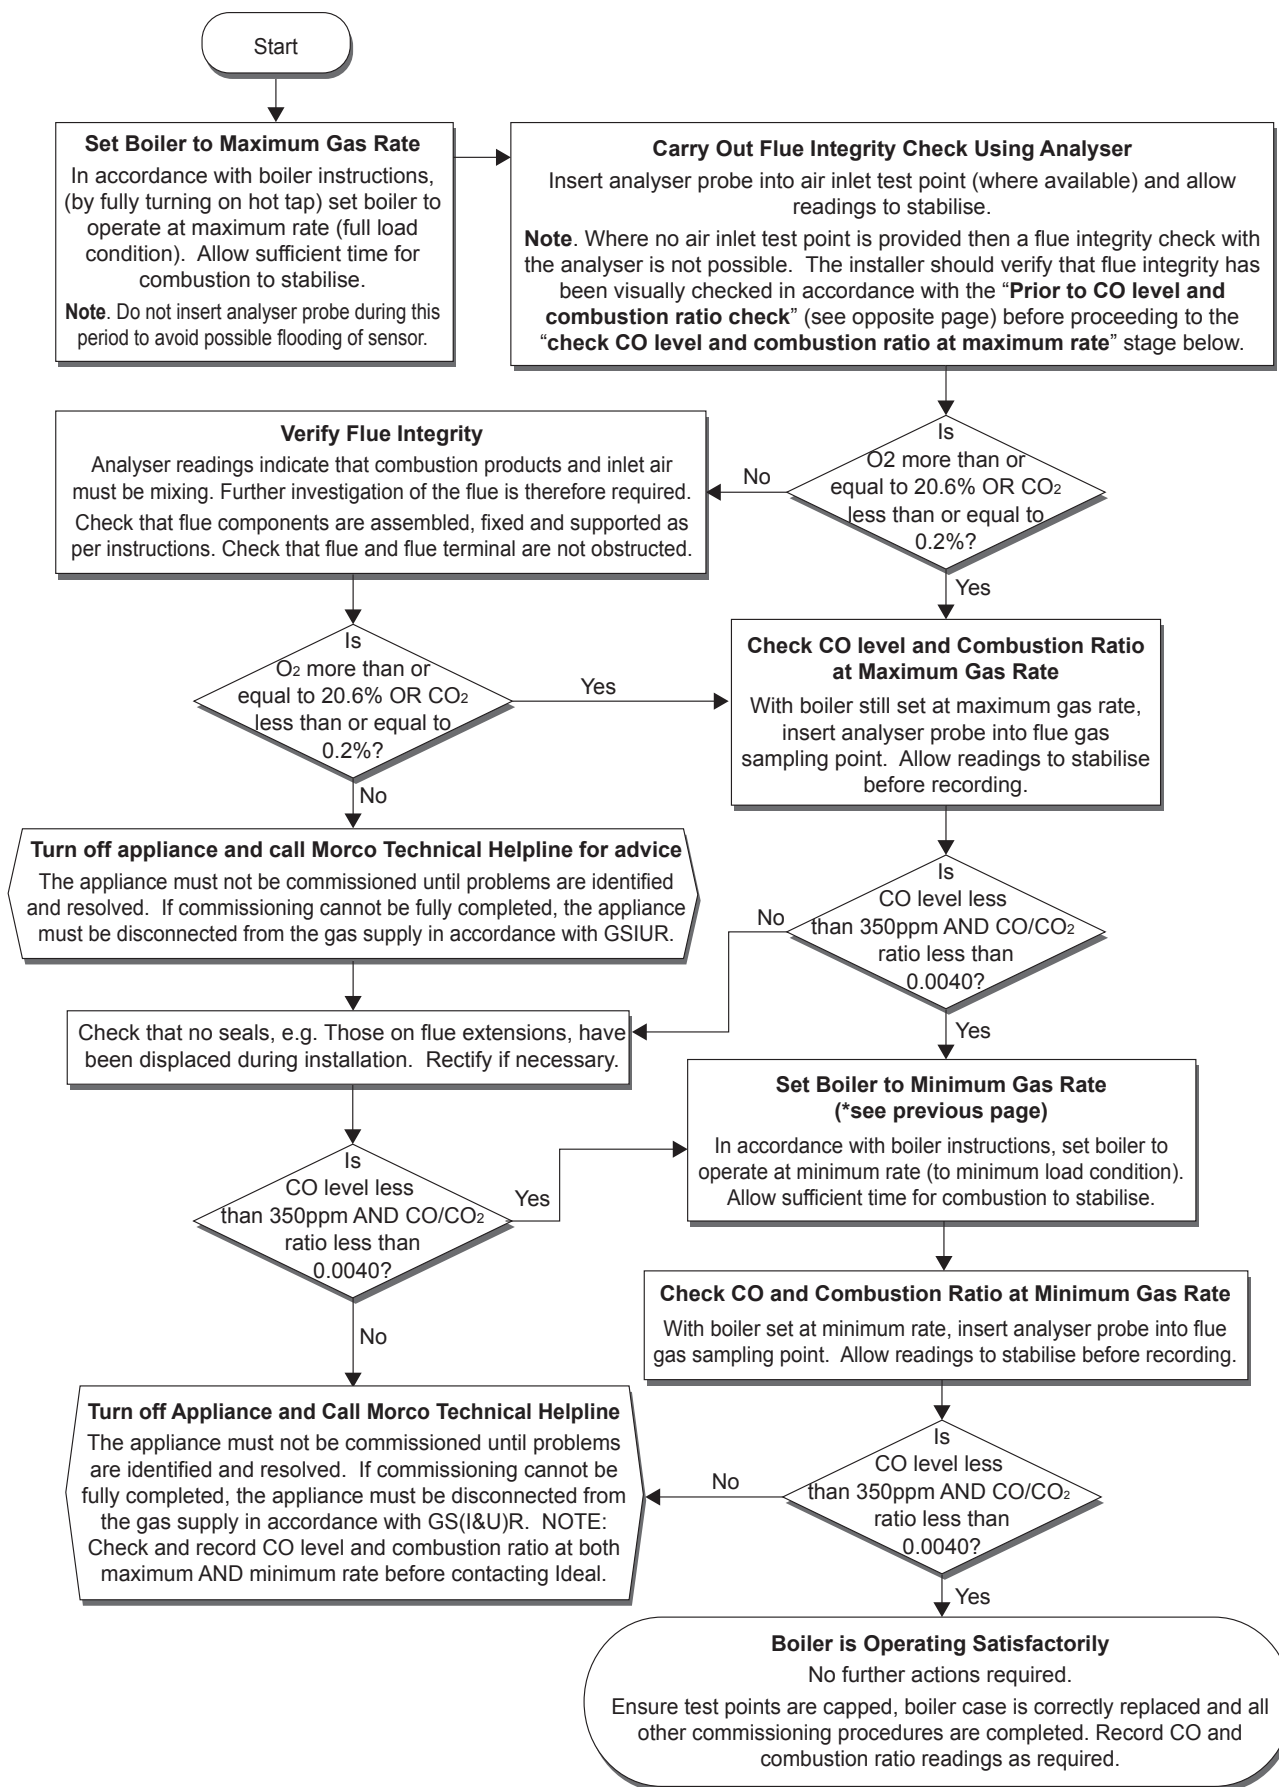 Start
Set Boiler to Maximum Gas Rate
In accordance with boiler instructions,
(by fully turning on hot tap) set boiler to
operate at maximum rate (full load
condition). Allow sufficient time for
combustion to stabilise.
Note. Do not insert analyser probe during this
period to avoid possible flooding of sensor.
Carry Out Flue Integrity Check Using Analyser
Insert analyser probe into air inlet test point (where available) and allow
readings to stabilise.
Note. Where no air inlet test point is provided then a flue integrity check with
the analyser is not possible. The installer should verify that flue integrity has
been visually checked in accordance with the “Prior to CO level and
combustion ratio check” (see opposite page) before proceeding to the
“check CO level and combustion ratio at maximum rate” stage below.
Is
O2 more than or
equal to 20.6% OR CO2
less than or equal to
0.2%?
No
Yes
Verify Flue Integrity
Analyser readings indicate that combustion products and inlet air
must be mixing. Further investigation of the flue is therefore required.
Check that flue components are assembled, fixed and supported as
per instructions. Check that flue and flue terminal are not obstructed.
Is
O2 more than or
equal to 20.6% OR CO2
less than or equal to
0.2%?
Yes
No
Check CO level and Combustion Ratio
at Maximum Gas Rate
With boiler still set at maximum gas rate,
insert analyser probe into flue gas
sampling point. Allow readings to stabilise
before recording.
Turn off appliance and call Morco Technical Helpline for advice
The appliance must not be commissioned until problems are identified
and resolved. If commissioning cannot be fully completed, the appliance
must be disconnected from the gas supply in accordance with GSIUR.
Is
CO level less
than 350ppm AND CO/CO2
ratio less than
0.0040?
No
Yes
Check that no seals, e.g. Those on flue extensions, have
been displaced during installation. Rectify if necessary.
Set Boiler to Minimum Gas Rate
(*see previous page)
In accordance with boiler instructions, set boiler to
operate at minimum rate (to minimum load condition).
Allow sufficient time for combustion to stabilise.
Is
CO level less
than 350ppm AND CO/CO2
ratio less than
0.0040?
Yes
No
Check CO and Combustion Ratio at Minimum Gas Rate
With boiler set at minimum rate, insert analyser probe into flue
gas sampling point. Allow readings to stabilise before recording.
Turn off Appliance and Call Morco Technical Helpline
The appliance must not be commissioned until problems
are identified and resolved. If commissioning cannot be
fully completed, the appliance must be disconnected from
the gas supply in accordance with GS(I&U)R. NOTE:
Check and record CO level and combustion ratio at both
maximum AND minimum rate before contacting Ideal.
Is
CO level less
than 350ppm AND CO/CO2
ratio less than
0.0040?
No
Yes
Boiler is Operating Satisfactorily
No further actions required.
Ensure test points are capped, boiler case is correctly replaced and all
other commissioning procedures are completed. Record CO and
combustion ratio readings as required.